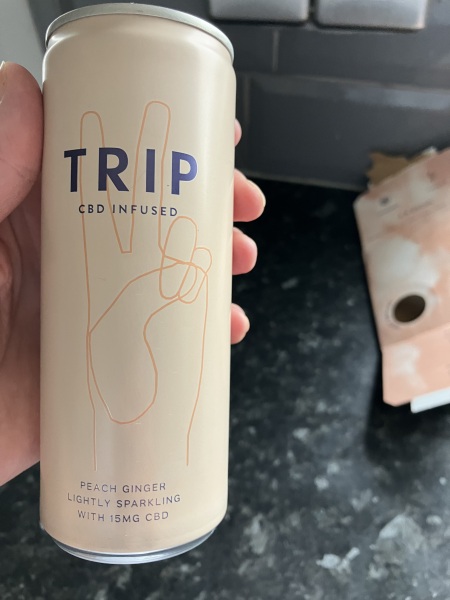 TRIP
CBD INFUSED
PEACH GINGER
LIGHTLY SPARKLING
WITH 15MG CBD